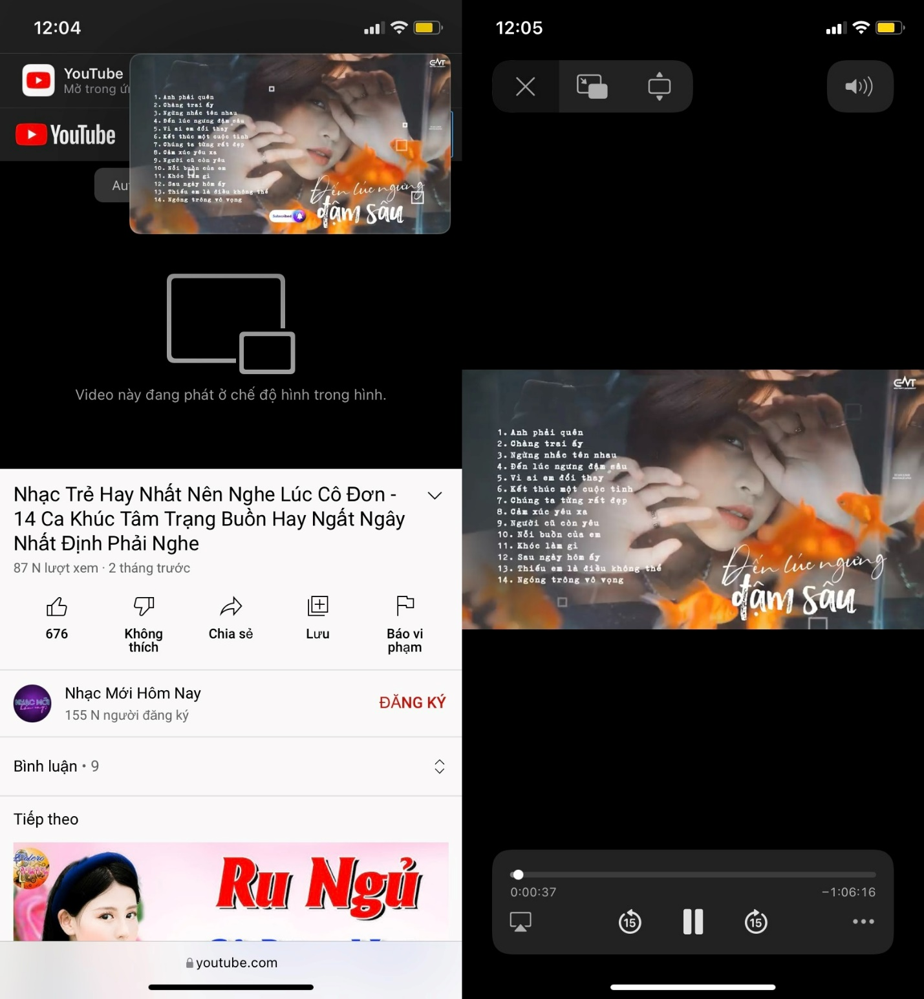 12:04
YouTube
Mở trong ứ
YouTube
Au
CMT
1. Anh phải quên
2. Chàng trai ấy
3. Ngừng nhắc tên nhau
4. Đến lúc ngưng đậm sâu
5. Vì ai em đổi thay
6. Kết thúc một cuộc tình
7. Chúng ta từng rất đẹp
8. Cảm xúc yêu xa
9. Người cũ còn yêu
10. Nỗi buồn của em
11. Khóc làm gì
12. Sau ngày hôm ấy
13. Thiếu em là điều không thể
14. Ngóng trông vô vọng
Đến lúc ngưng
đậm sâu
Subscribed
Video này đang phát ở chế độ hình trong hình.
Nhạc Trẻ Hay Nhất Nên Nghe Lúc Cô Đơn -
14 Ca Khúc Tâm Trạng Buồn Hay Ngất Ngây
Nhất Định Phải Nghe
87 N lượt xem · 2 tháng trước
676
Không thích
Chia sẻ
Lưu
Báo vi phạm
NHẠC MỚI
hôm nay
Nhạc Mới Hôm Nay
155 N người đăng ký
ĐĂNG KÝ
Bình luận • 9
Tiếp theo
Ru Ngủ
youtube.com
12:05
CMT
1. Anh phải quên
2. Chàng trai ấy
3. Ngừng nhắc tên nhau
4. Đến lúc ngưng đậm sâu
5. Vì ai em đổi thay
6. Kết thúc một cuộc tình
7. Chúng ta từng rất đẹp
8. Cảm xúc yêu xa
9. Người cũ còn yêu
10. Nỗi buồn của em
11. Khóc làm gì
12. Sau ngày hôm ấy
13. Thiếu em là điều không thể
14. Ngóng trông vô vọng
Đến lúc ngưng
đậm sâu
0:00:37
−1:06:16
15
15